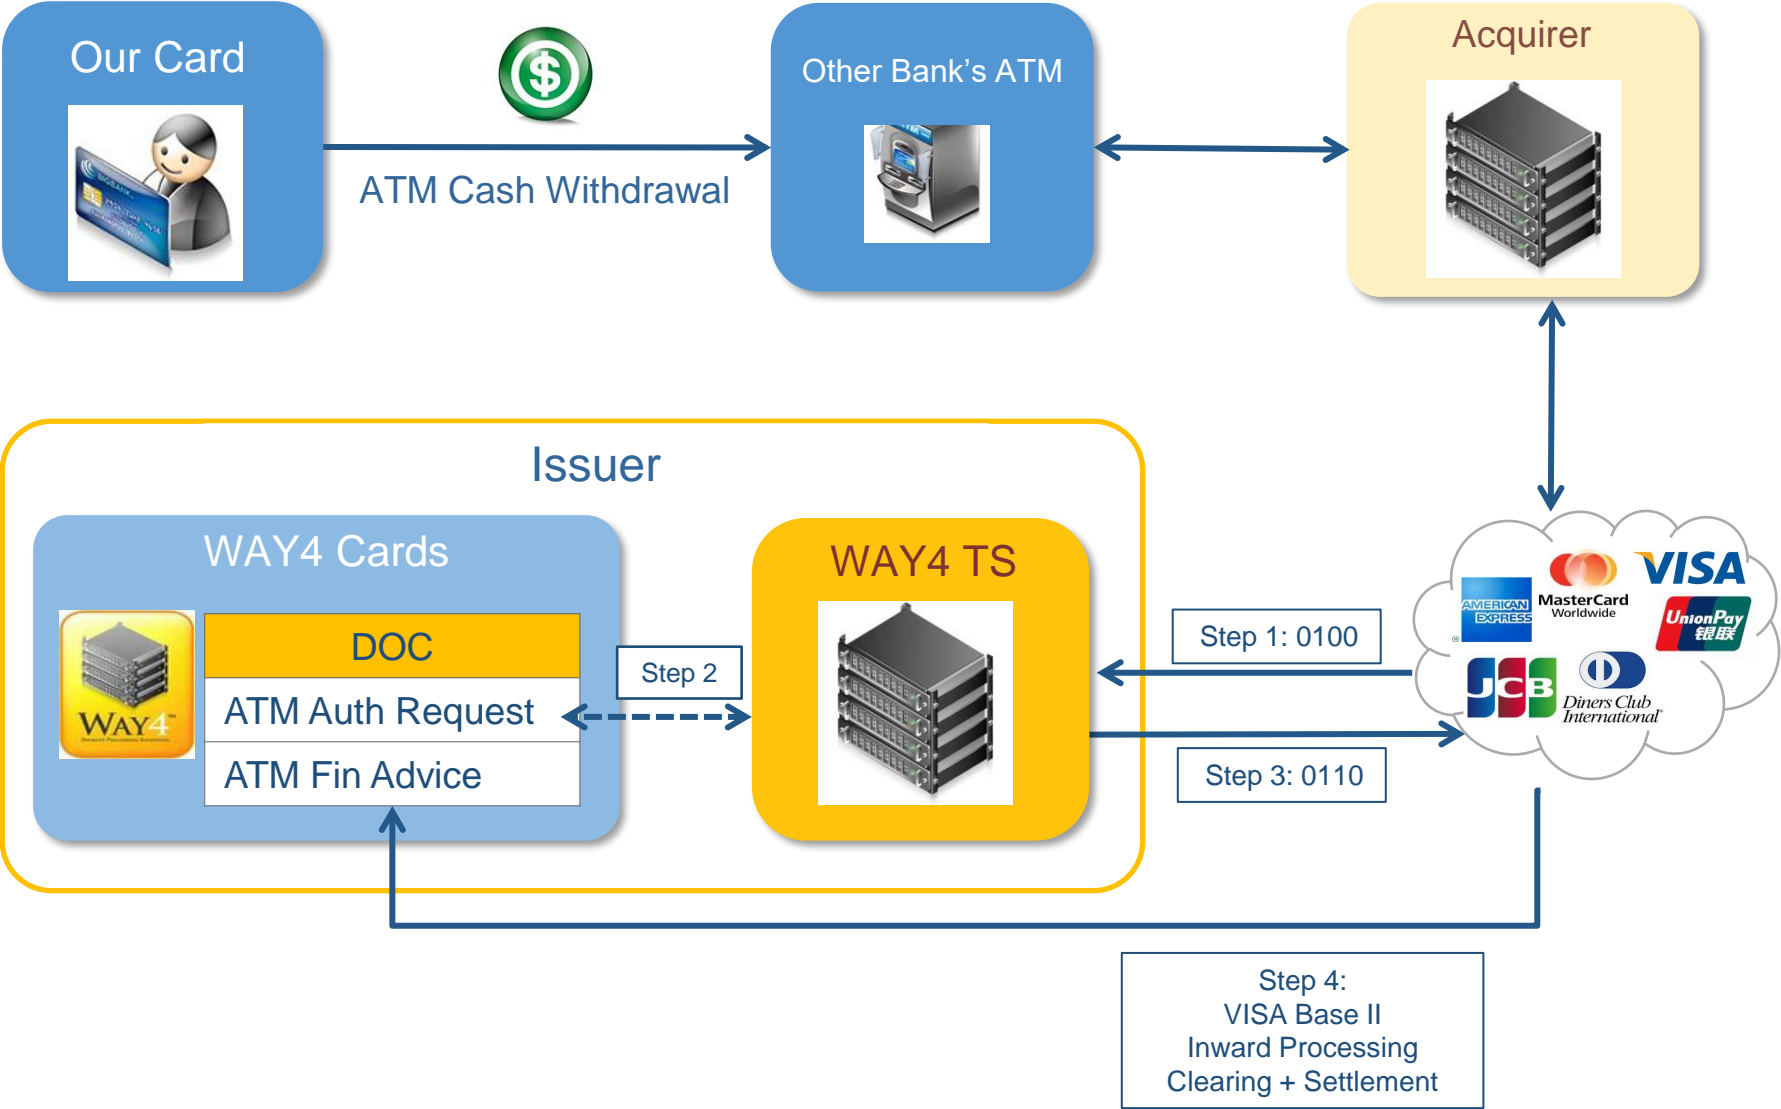 Our Card
BIGBANK
ATM Cash Withdrawal
Other Bank's ATM
ATM
Acquirer
Issuer
WAY4 Cards
WAY4
DOC
ATM Auth Request
ATM Fin Advice
Step 2
WAY4 TS
Step 1: 0100
Step 3: 0110
AMERICAN
EXPRESS
®
MasterCard
Worldwide
VISA
UnionPay
银联
JCB
Diners Club
International
Step 4:
VISA Base II
Inward Processing
Clearing + Settlement